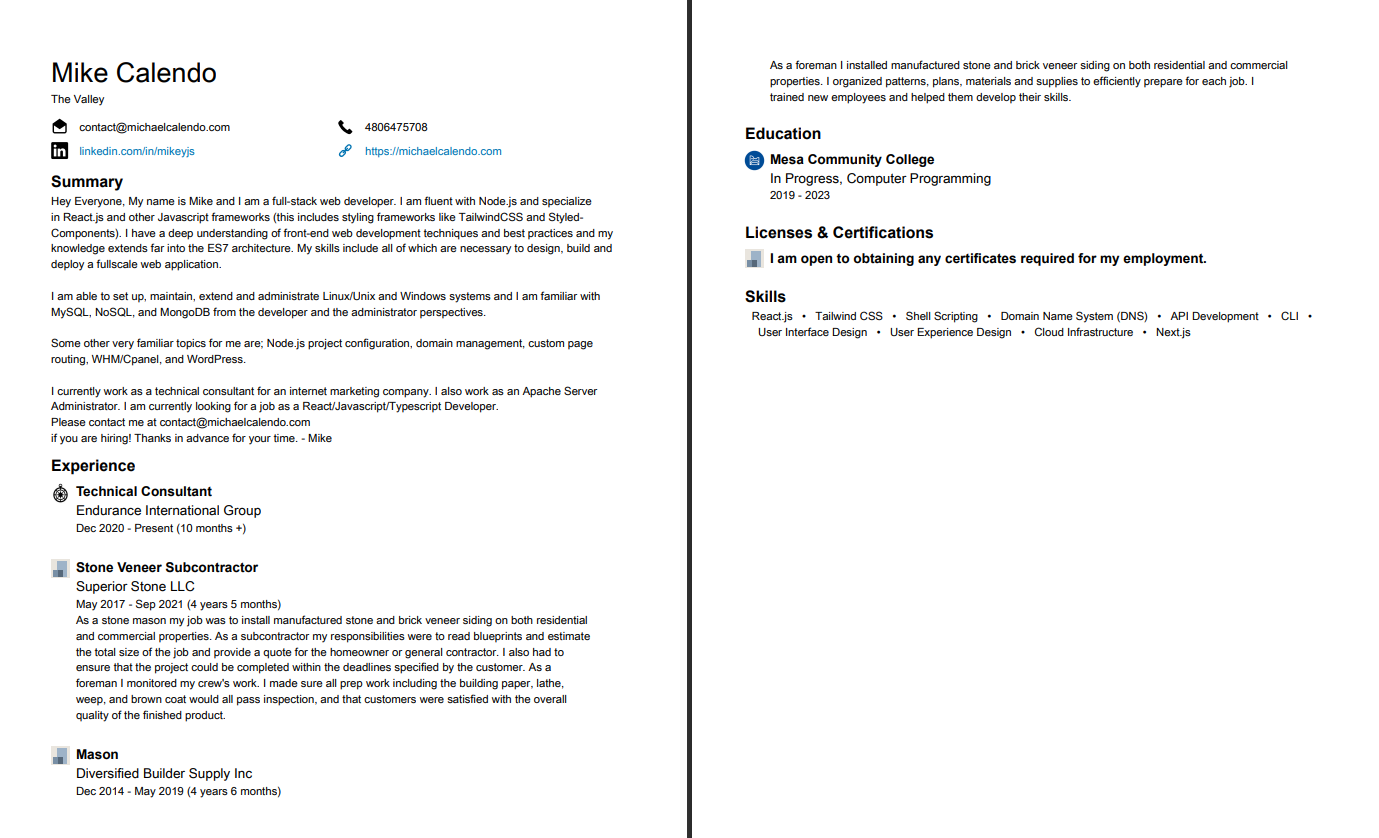 Mike Calendo
The Valley
contact@michaelcalendo.com
4806475708
linkedin.com/in/mikeyjs
https://michaelcalendo.com
Summary
Hey Everyone, My name is Mike and I am a full-stack web developer. I am fluent with Node.js and specialize
in React.js and other Javascript frameworks (this includes styling frameworks like TailwindCSS and Styled-
Components). I have a deep understanding of front-end web development techniques and best practices and my
knowledge extends far into the ES7 architecture. My skills include all of which are necessary to design, build and
deploy a fullscale web application.
I am able to set up, maintain, extend and administrate Linux/Unix and Windows systems and I am familiar with
MySQL, NoSQL, and MongoDB from the developer and the administrator perspectives.
Some other very familiar topics for me are; Node.js project configuration, domain management, custom page
routing, WHM/Cpanel, and WordPress.
I currently work as a technical consultant for an internet marketing company. I also work as an Apache Server
Administrator. I am currently looking for a job as a React/Javascript/Typescript Developer.
Please contact me at contact@michaelcalendo.com
if you are hiring! Thanks in advance for your time. - Mike
Experience
Technical Consultant
Endurance International Group
Dec 2020 - Present (10 months +)
Stone Veneer Subcontractor
Superior Stone LLC
May 2017 - Sep 2021 (4 years 5 months)
As a stone mason my job was to install manufactured stone and brick veneer siding on both residential
and commercial properties. As a subcontractor my responsibilities were to read blueprints and estimate
the total size of the job and provide a quote for the homeowner or general contractor. I also had to
ensure that the project could be completed within the deadlines specified by the customer. As a
foreman I monitored my crew's work. I made sure all prep work including the building paper, lathe,
weep, and brown coat would all pass inspection, and that customers were satisfied with the overall
quality of the finished product.
Mason
Diversified Builder Supply Inc
Dec 2014 - May 2019 (4 years 6 months)
As a foreman I installed manufactured stone and brick veneer siding on both residential and commercial
properties. I organized patterns, plans, materials and supplies to efficiently prepare for each job. I
trained new employees and helped them develop their skills.
Education
Mesa Community College
In Progress, Computer Programming
2019 - 2023
Licenses & Certifications
I am open to obtaining any certificates required for my employment.
Skills
React.js • Tailwind CSS • Shell Scripting • Domain Name System (DNS) • API Development • CLI •
User Interface Design • User Experience Design • Cloud Infrastructure • Next.js